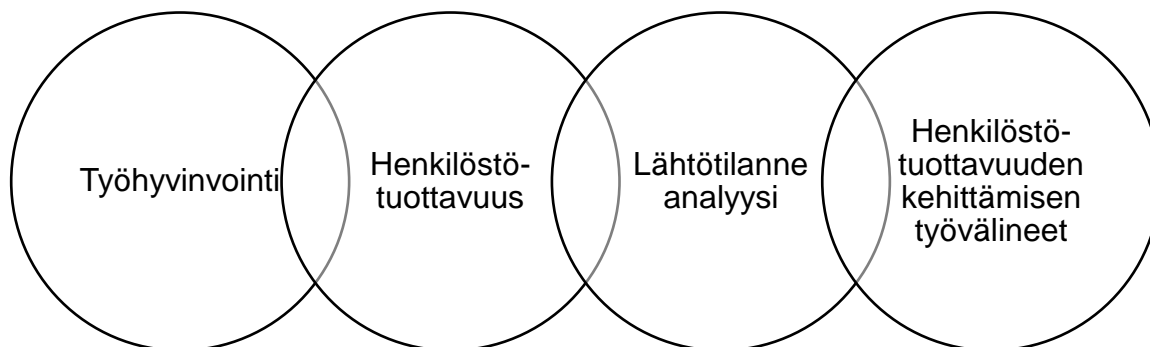 Työhyvinvointi
Henkilöstö-
tuottavuus
Lähtötilanne
analyysi
Henkilöstö-
tuottavuuden
kehittämisen
työvälineet